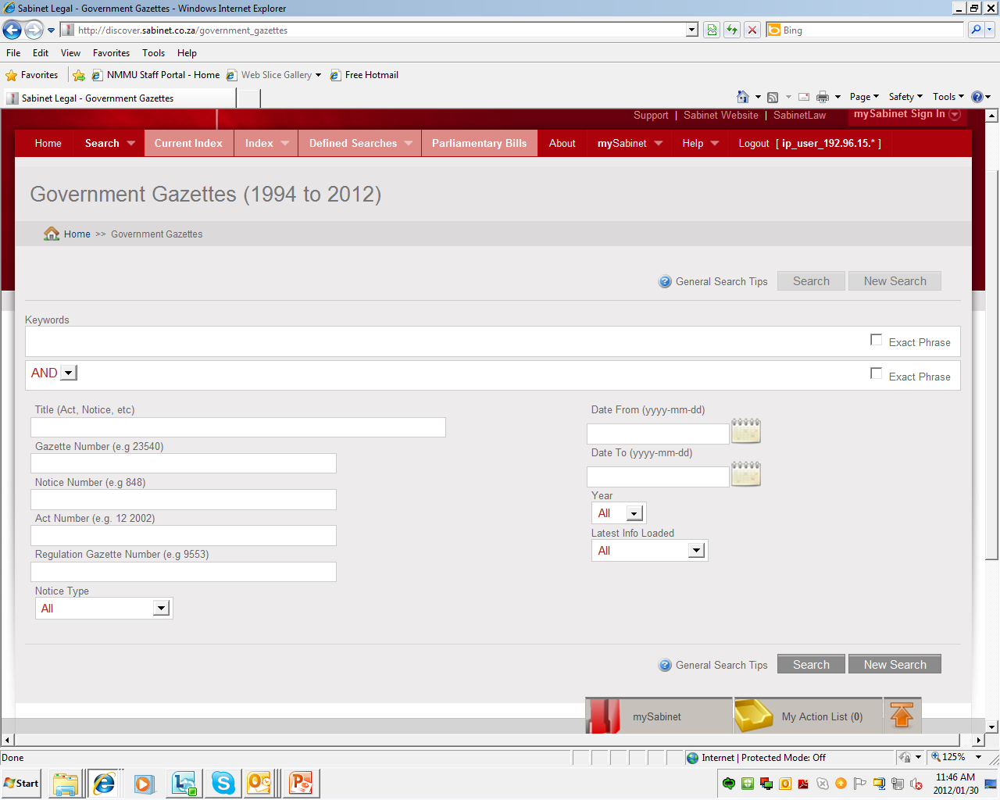 Sabinet Legal - Government Gazettes - Windows Internet Explorer
http://discover.sabinet.co.za/government_gazettes
Bing
File Edit View Favorites Tools Help
Favorites NMMU Staff Portal - Home Web Slice Gallery Free Hotmail
Sabinet Legal - Government Gazettes Page Safety Tools
Support | Sabinet Website | SabinetLaw mySabinet Sign In
Home Search Current Index Index Defined Searches Parliamentary Bills About mySabinet Help Logout [ ip_user_192.96.15.* ]
Government Gazettes (1994 to 2012)
Home >> Government Gazettes
General Search Tips Search New Search
Keywords
Exact Phrase
AND Exact Phrase
Title (Act, Notice, etc)
Gazette Number (e.g 23540)
Notice Number (e.g 848)
Act Number (e.g. 12 2002)
Regulation Gazette Number (e.g 9553)
Notice Type
All
Date From (yyyy-mm-dd)
Date To (yyyy-mm-dd)
Year
All
Latest Info Loaded
All
General Search Tips Search New Search
mySabinet My Action List (0)
Done Internet | Protected Mode: Off 125%
Start 11:46 AM
2012/01/30